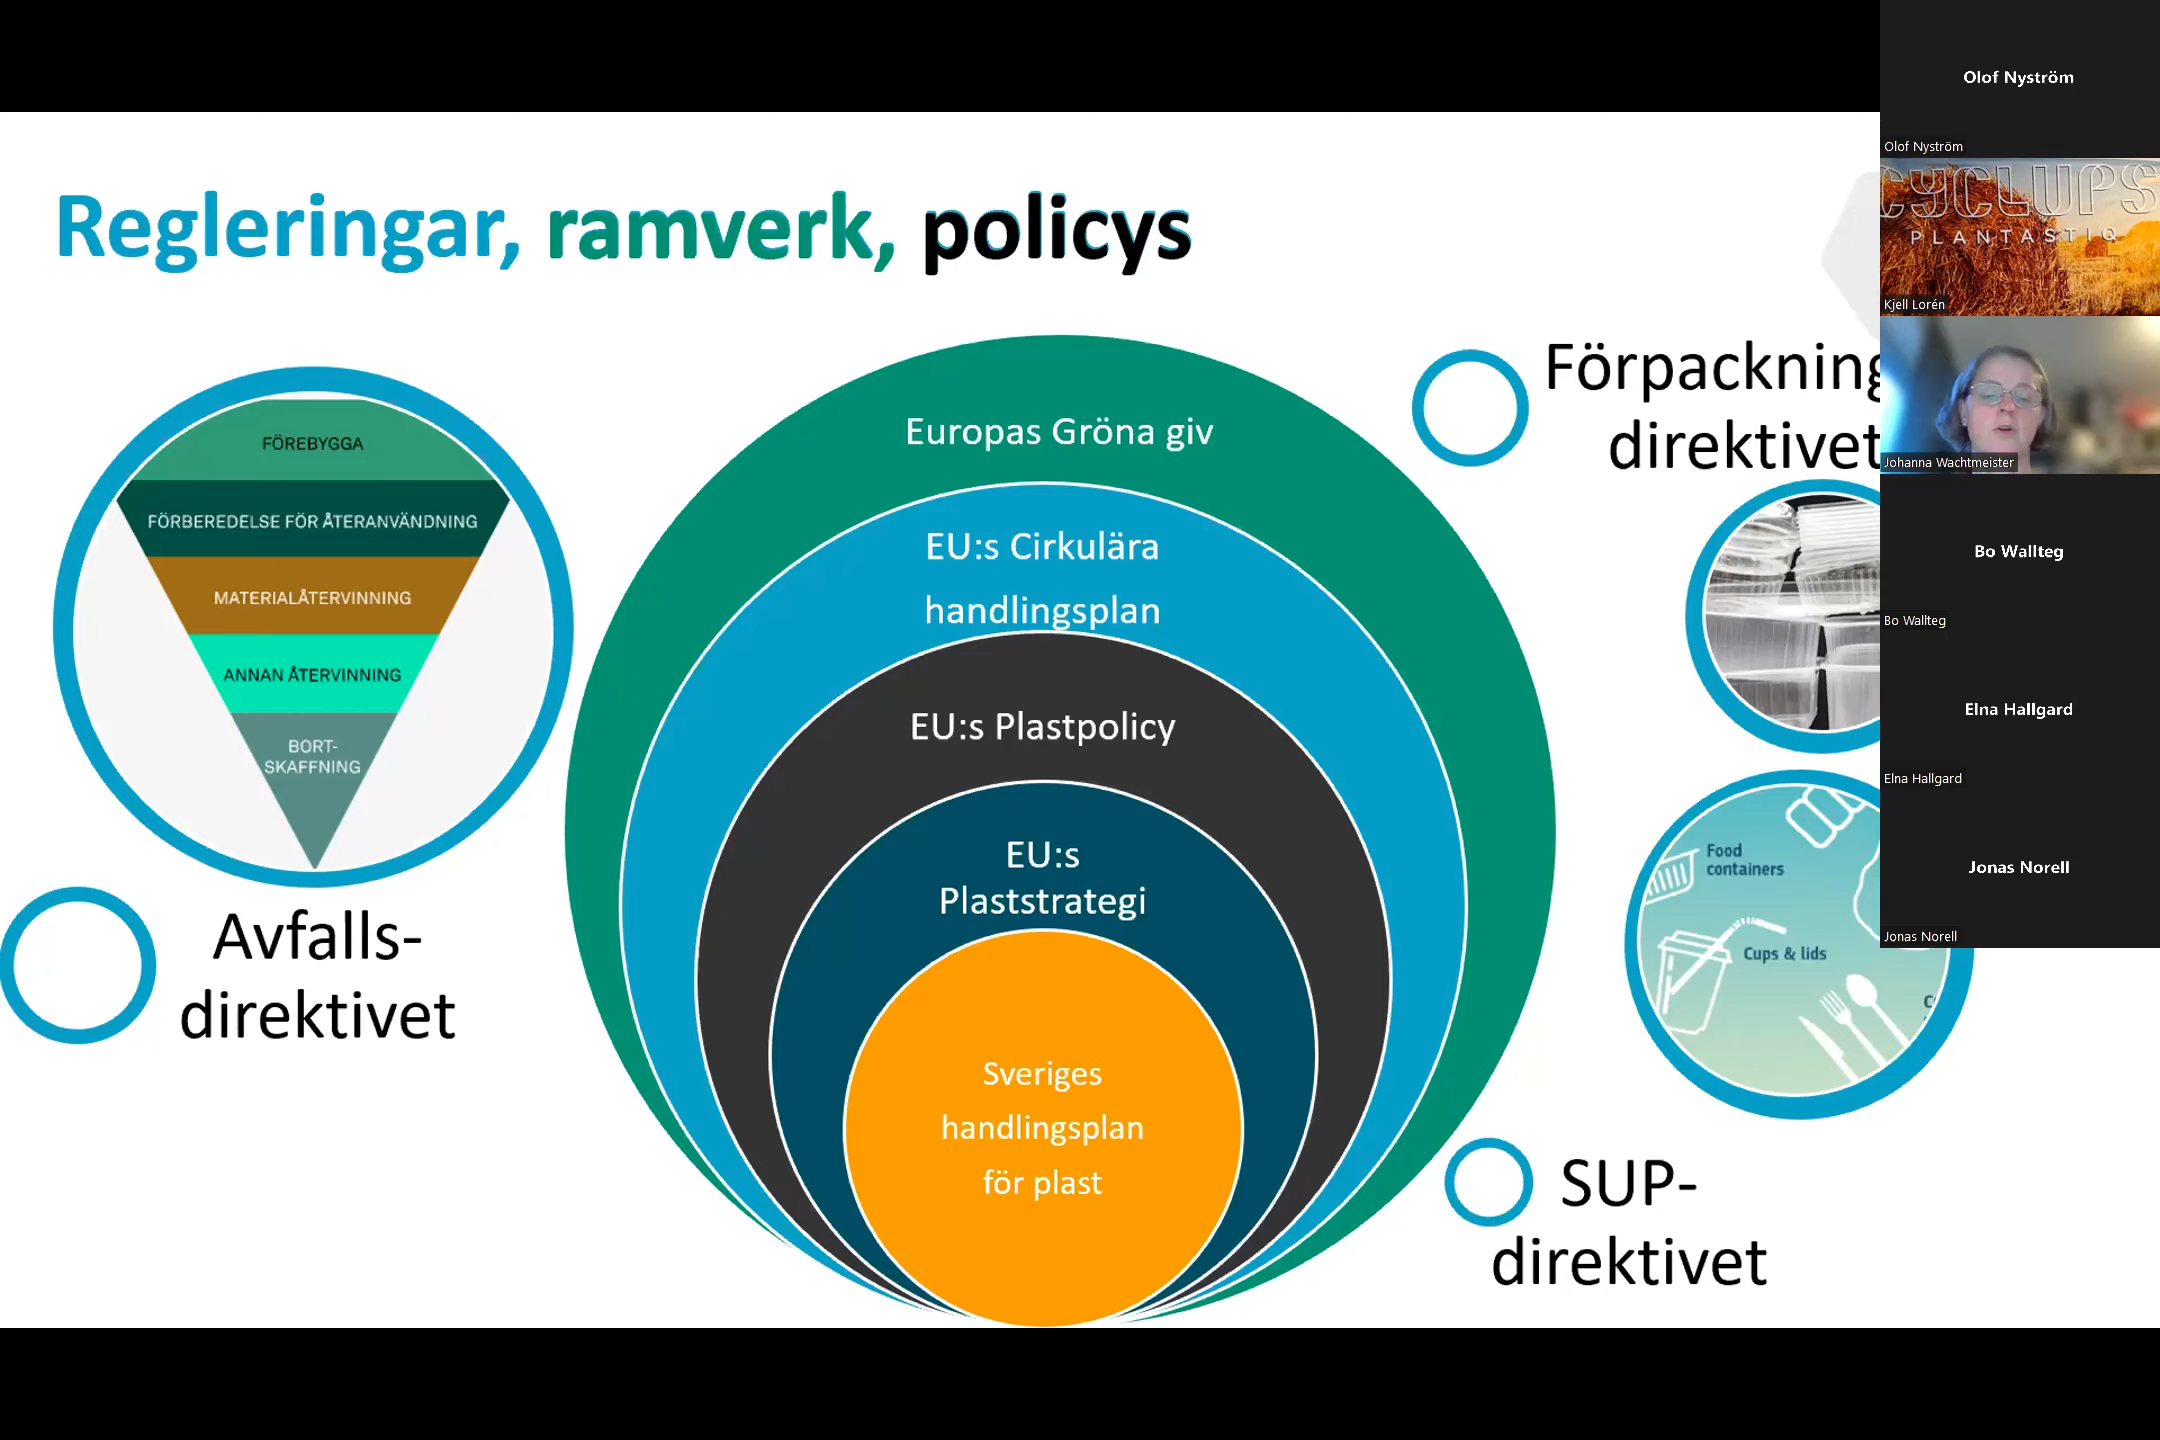 Regleringar, ramverk, policys
FÖREBYGGA
FÖRBEREDELSE FÖR ÅTERANVÄNDNING
MATERIALÅTERVINNING
ANNAN ÅTERVINNING
BORT-
SKAFFNING
Avfalls-
direktivet
Europas Gröna giv
EU:s Cirkulära
handlingsplan
EU:s Plastpolicy
EU:s
Plaststrategi
Sveriges
handlingsplan
för plast
Förpackning
direktivet
Food
containers
Cups & lids
SUP-
direktivet
Olof Nyström
Olof Nyström
CYCLUPS
PLANTASTIQ
Kjell Lorén
Johanna Wachtmeister
Bo Wallteg
Bo Wallteg
Elna Hallgard
Elna Hallgard
Jonas Norell
Jonas Norell